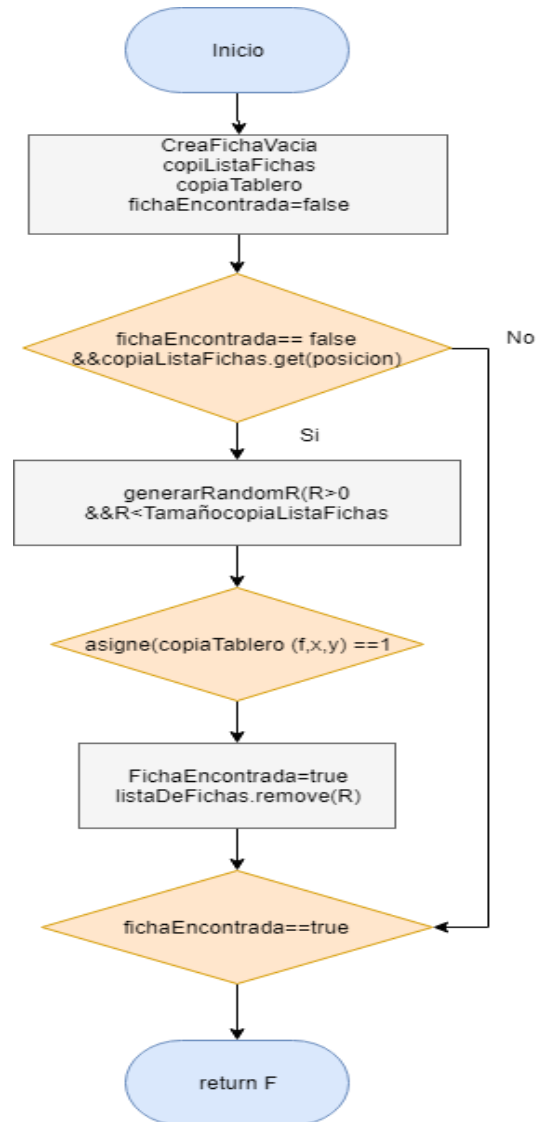 Inicio
CreaFichaVacia
copiListaFichas
copiaTablero
fichaEncontrada=false
fichaEncontrada== false
&&copiaListaFichas.get(posicion)
No
Si
generarRandomR(R>0
&&R<TamañocopiaListaFichas
asigne(copiaTablero (f,x,y) ==1
FichaEncontrada=true
listaDeFichas.remove(R)
fichaEncontrada==true
return F